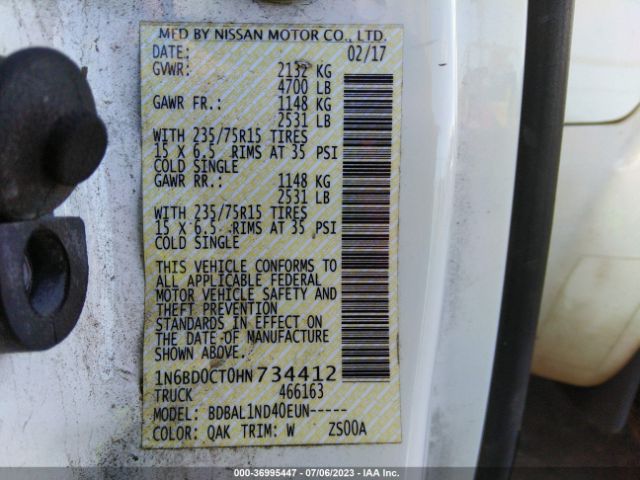 MFD BY NISSAN MOTOR CO., LTD.
DATE: 02/17
GVWR: 2132 KG
4700 LB
GAWR FR.: 1148 KG
2531 LB
WITH 235/75R15 TIRES
15 X 6.5 RIMS AT 35 PSI
COLD SINGLE
GAWR RR.: 1148 KG
2531 LB
WITH 235/75R15 TIRES
15 X 6.5 RIMS AT 35 PSI
COLD SINGLE
THIS VEHICLE CONFORMS TO
ALL APPLICABLE FEDERAL
MOTOR VEHICLE SAFETY AND
THEFT PREVENTION
STANDARDS IN EFFECT ON
THE DATE OF MANUFACTURE
SHOWN ABOVE.
1N6BD0CT0HN734412
TRUCK 466163
MODEL: BDBAL1ND40EUN-----
COLOR: QAK TRIM: W ZS00A
000-36995447 - 07/06/2023 - IAA Inc.